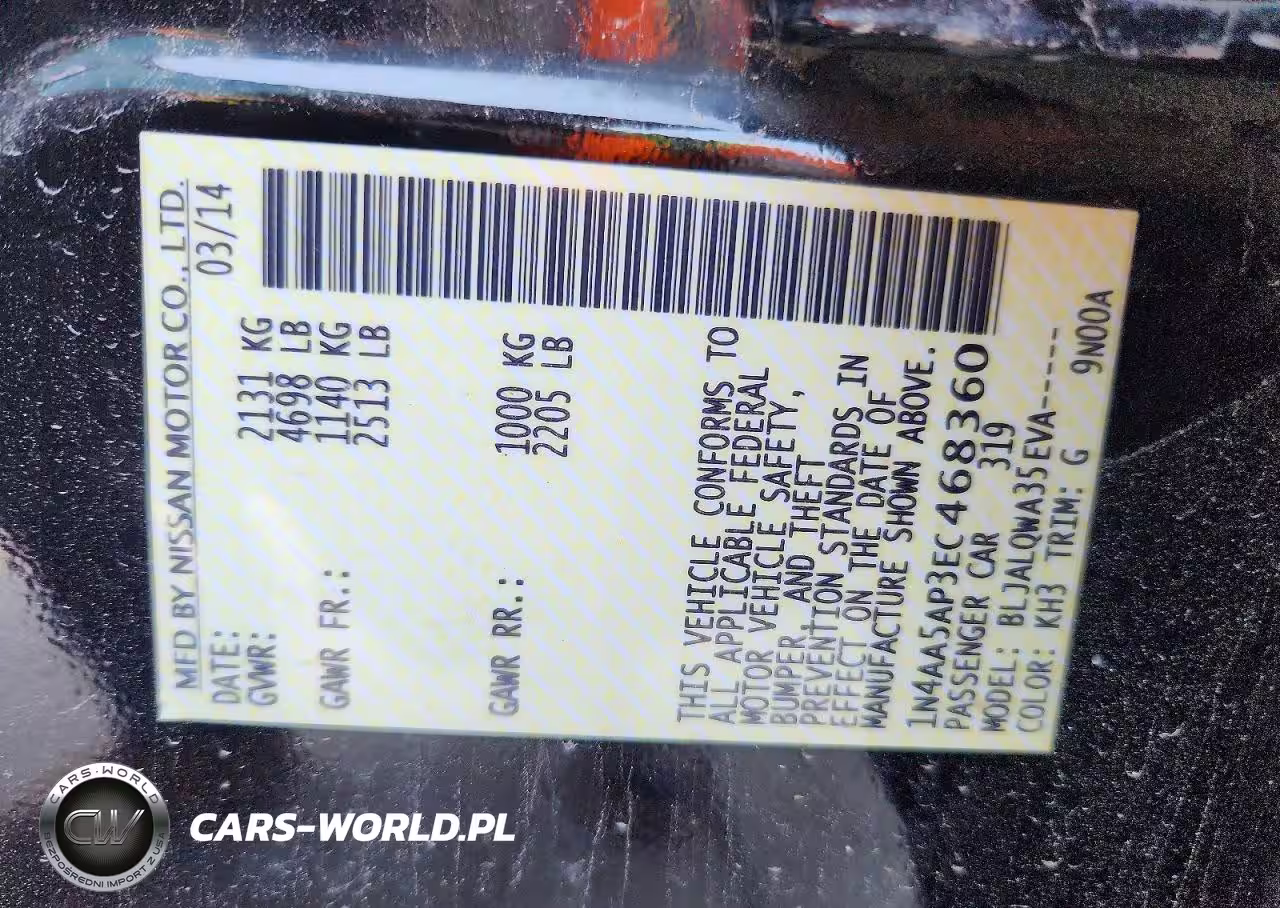 MFD BY NISSAN MOTOR CO., LTD.
DATE: 03/14
GVWR: 2131 KG
4698 LB
GAWR FR.: 1140 KG
2513 LB
GAWR RR.: 1000 KG
2205 LB
THIS VEHICLE CONFORMS TO
ALL APPLICABLE FEDERAL
MOTOR VEHICLE SAFETY,
BUMPER, AND THEFT
PREVENTION STANDARDS IN
EFFECT ON THE DATE OF
MANUFACTURE SHOWN ABOVE.
1N4AA5AP3EC468360
PASSENGER CAR 319
MODEL: BLJALQWA35EVA-----
COLOR: KH3 TRIM: G 9N00A
CARS-WORLD
CW
BEZPOŚREDNI IMPORT Z USA
CARS-WORLD.PL